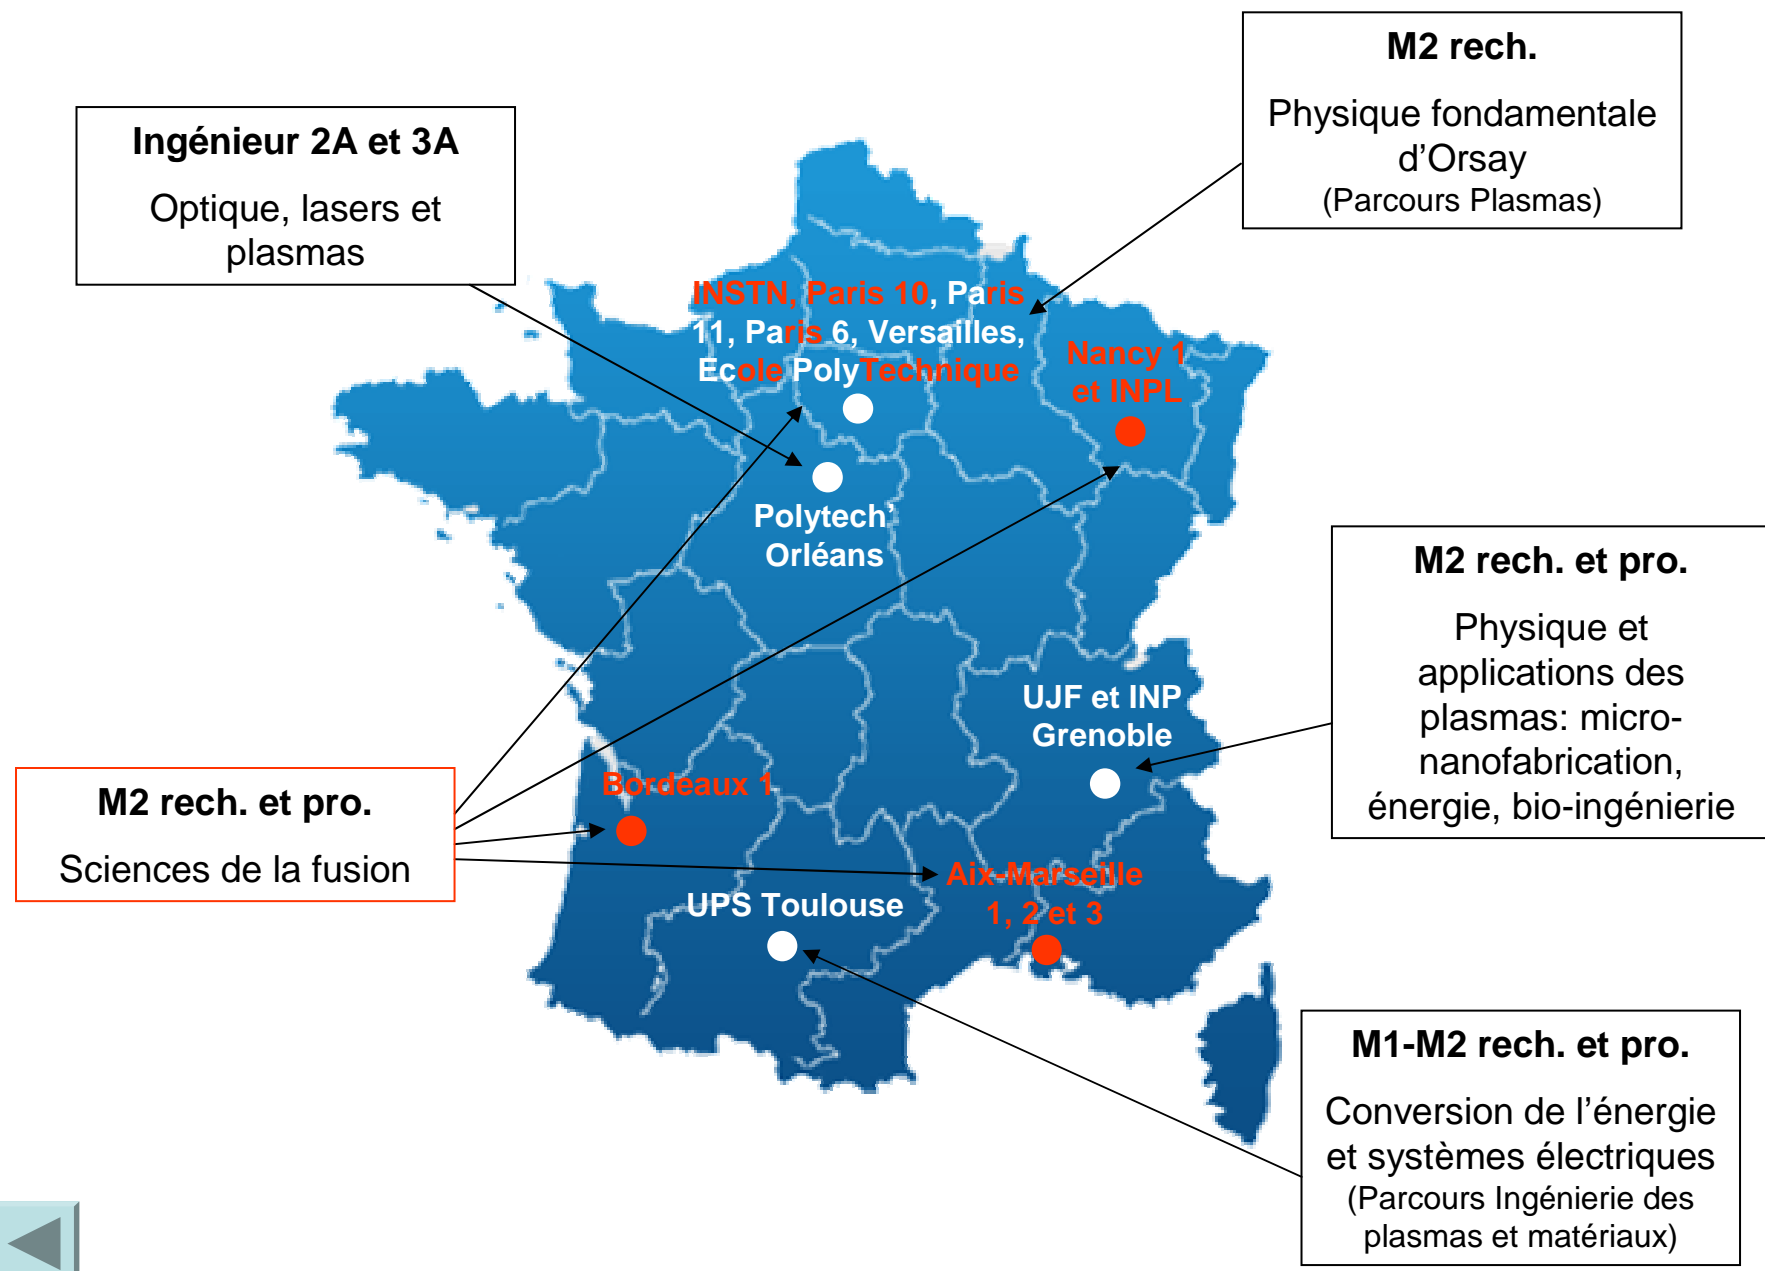 M2 rech.
Physique fondamentale
d’Orsay
(Parcours Plasmas)
Ingénieur 2A et 3A
Optique, lasers et
plasmas
INSTN, Paris 10, Paris
11, Paris 6, Versailles,
Ecole PolyTechnique
Nancy 1
et INPL
Polytech’
Orléans
M2 rech. et pro.
Physique et
applications des
plasmas: micro-
nanofabrication,
énergie, bio-ingénierie
UJF et INP
Grenoble
Bordeaux 1
M2 rech. et pro.
Sciences de la fusion
Aix-Marseille
1, 2 et 3
UPS Toulouse
M1-M2 rech. et pro.
Conversion de l’énergie
et systèmes électriques
(Parcours Ingénierie des
plasmas et matériaux)